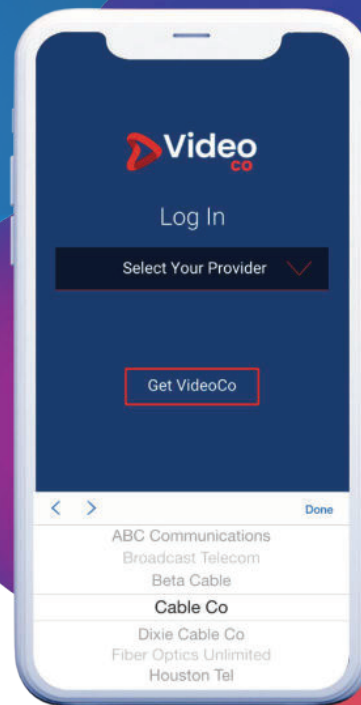 Video
co
Log In
Select Your Provider
Get VideoCo
Done
ABC Communications
Broadcast Telecom
Beta Cable
Cable Co
Dixie Cable Co
Fiber Optics Unlimited
Houston Tel